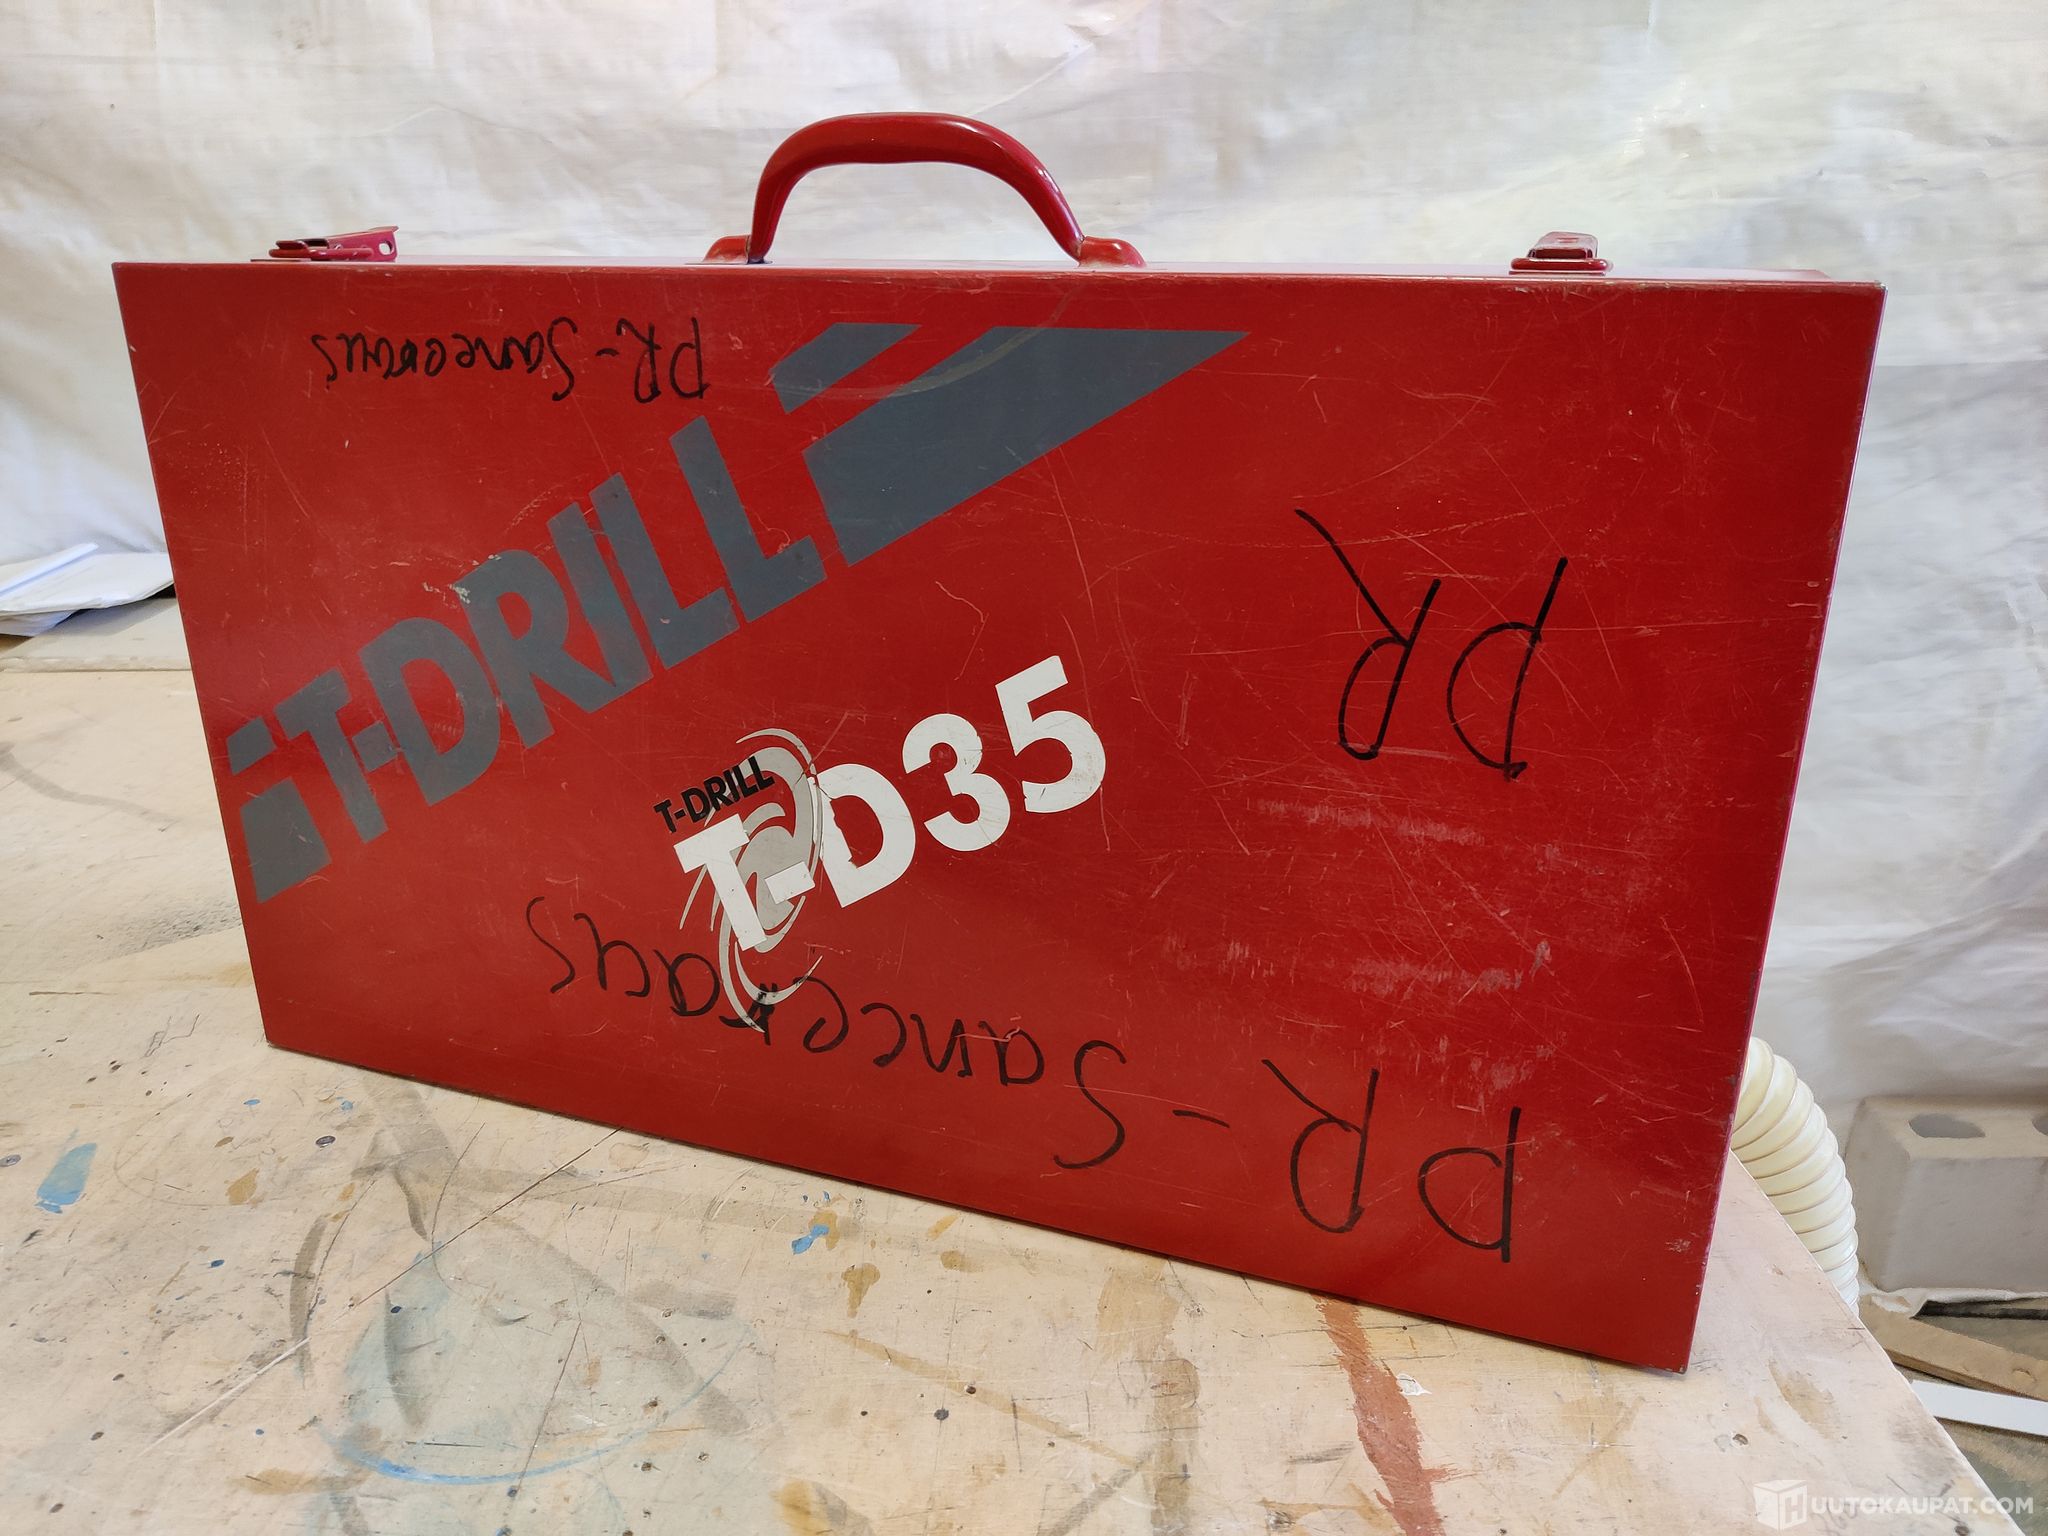 PR-Saneeraus
T-DRILL
PR
T-DRILL
T-D35
PR-Saneeraus
HUUTOKAUPAT.COM